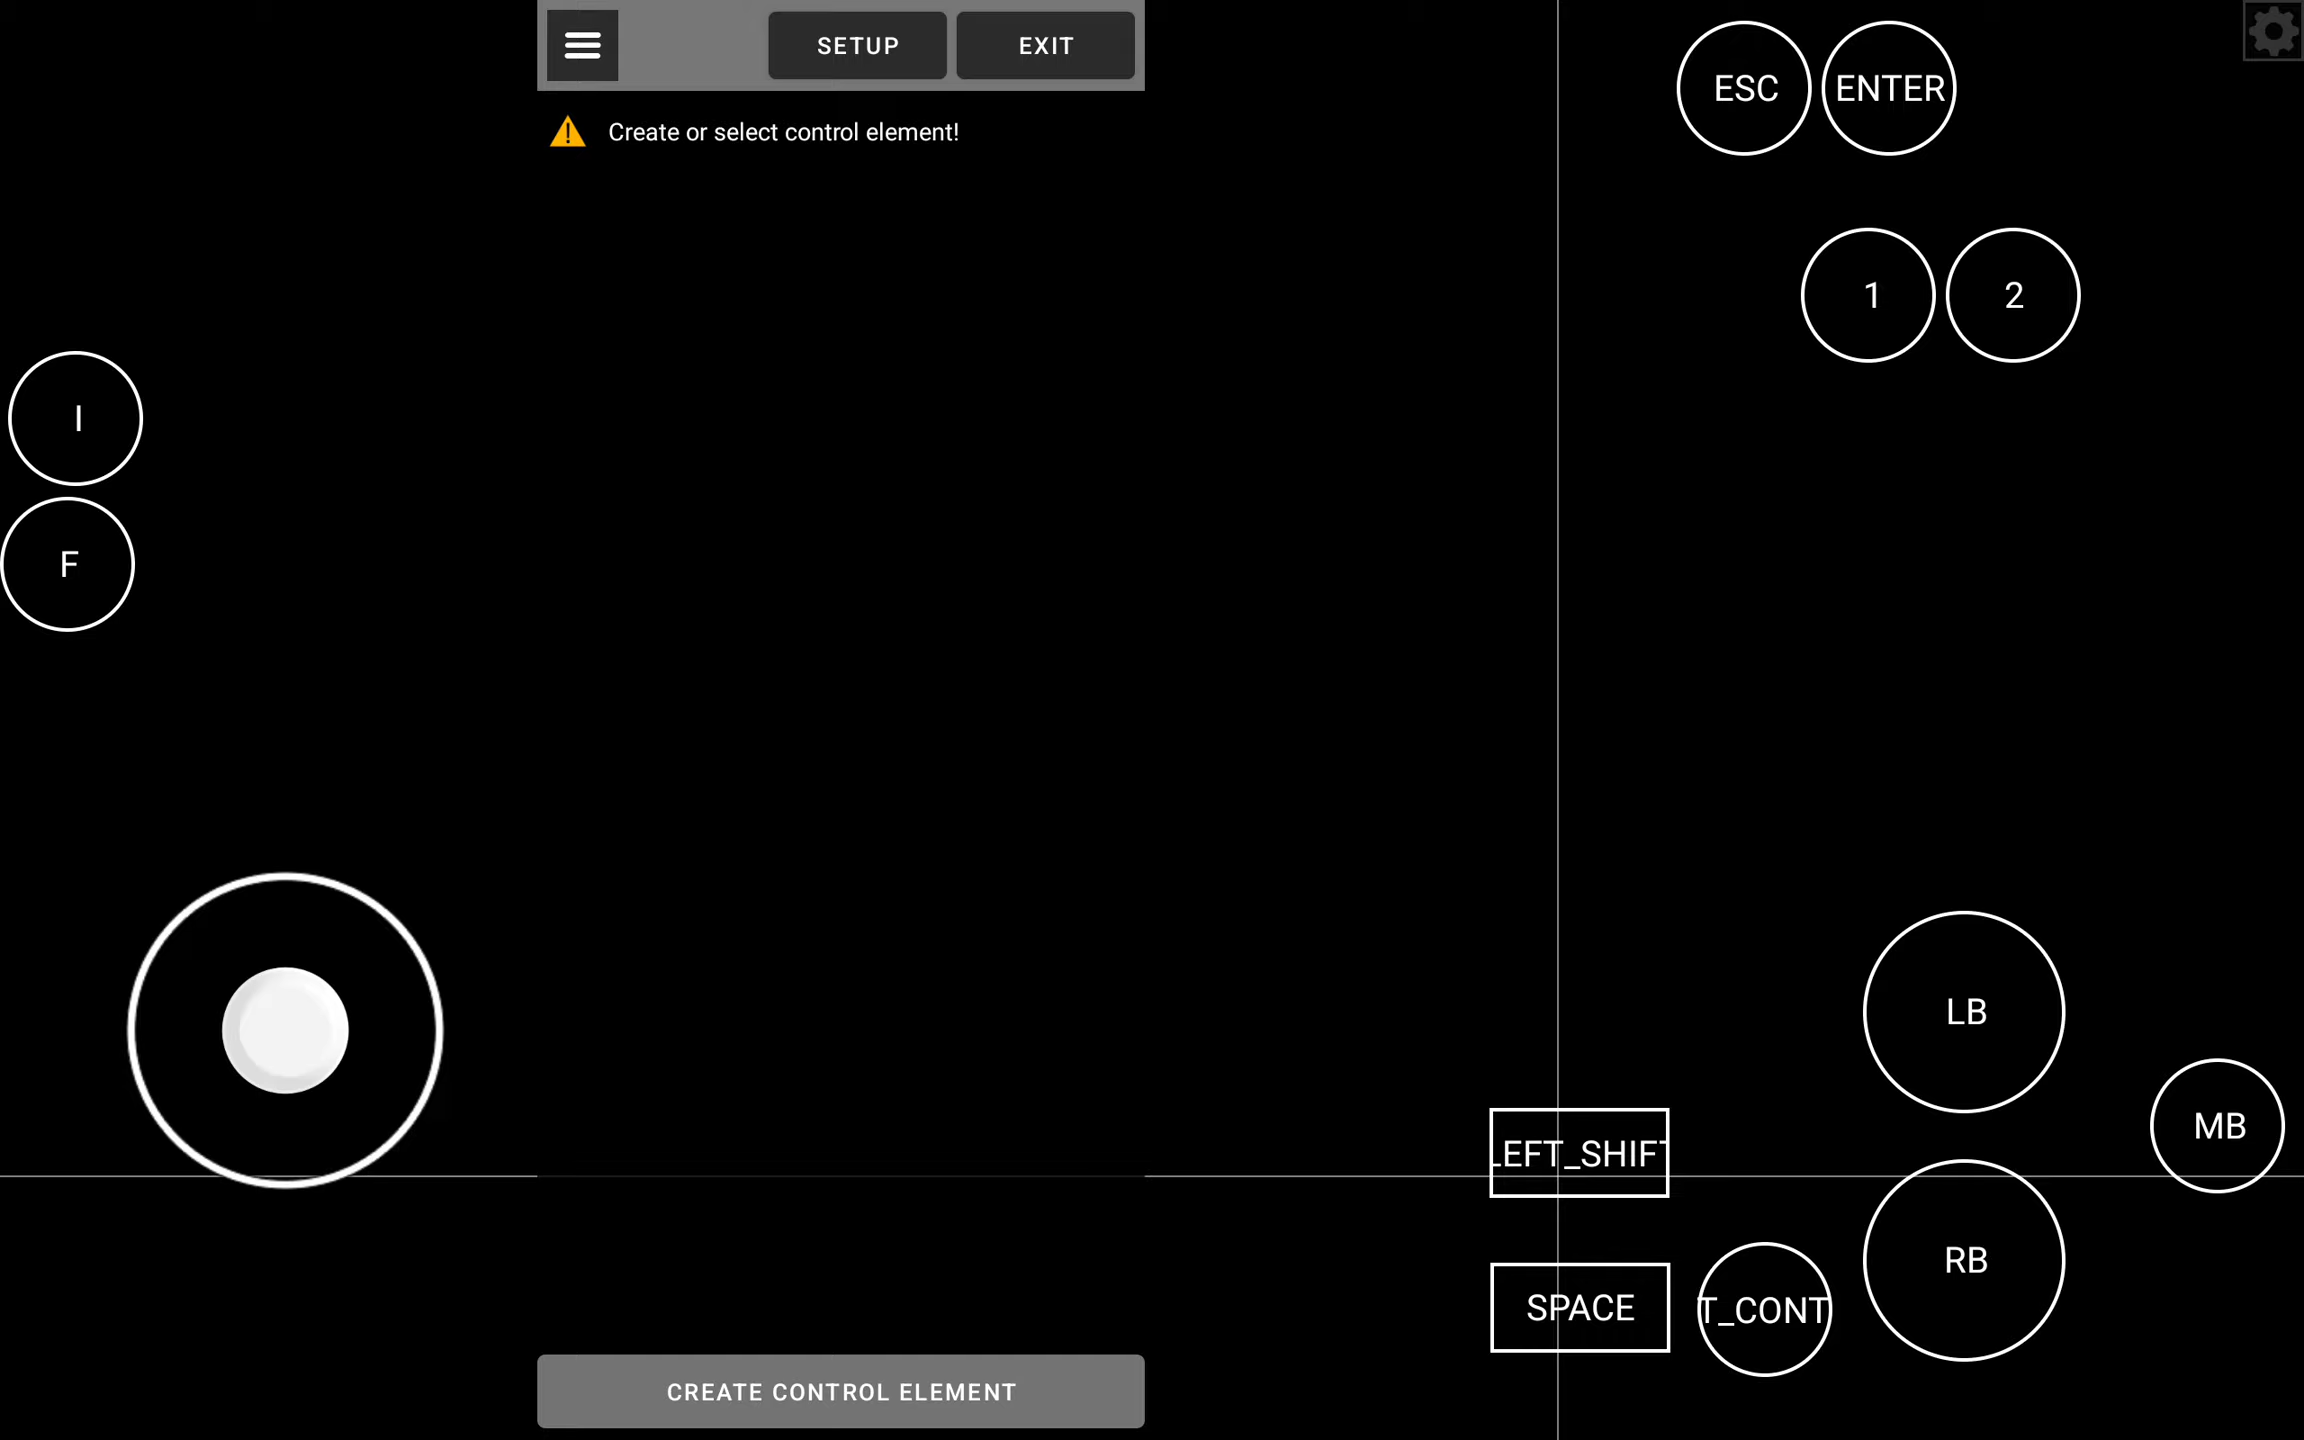 SETUP
EXIT
Create or select control element!
ESC
ENTER
1
2
I
F
LB
MB
LEFT_SHIFT
RB
SPACE
T_CONT
CREATE CONTROL ELEMENT